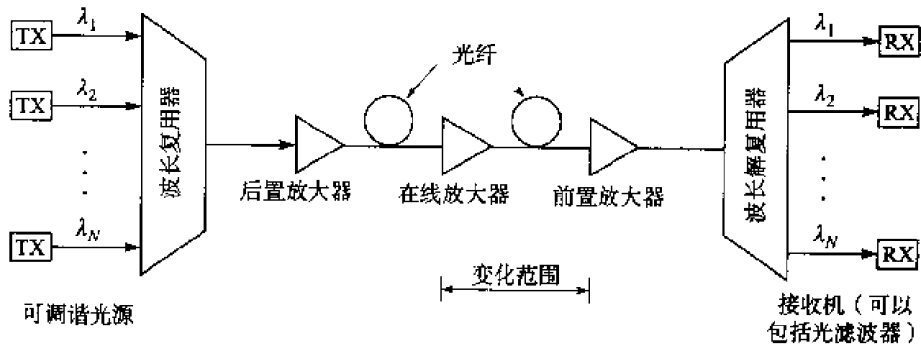 TX
λ1
TX
λ2
TX
λN
可调谐光源
波长复用器
后置放大器
光纤
在线放大器
前置放大器
变化范围
波长解复用器
λ1
RX
λ2
RX
λN
RX
接收机（可以
包括光滤波器）